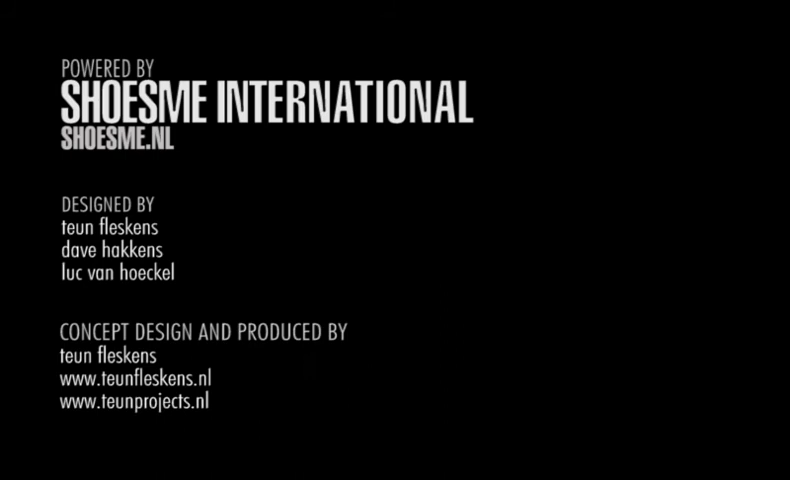 POWERED BY
SHOESME INTERNATIONAL
SHOESME.NL
DESIGNED BY
teun fleskens
dave hakkens
luc van hoeckel
CONCEPT DESIGN AND PRODUCED BY
teun fleskens
www.teunfleskens.nl
www.teunprojects.nl